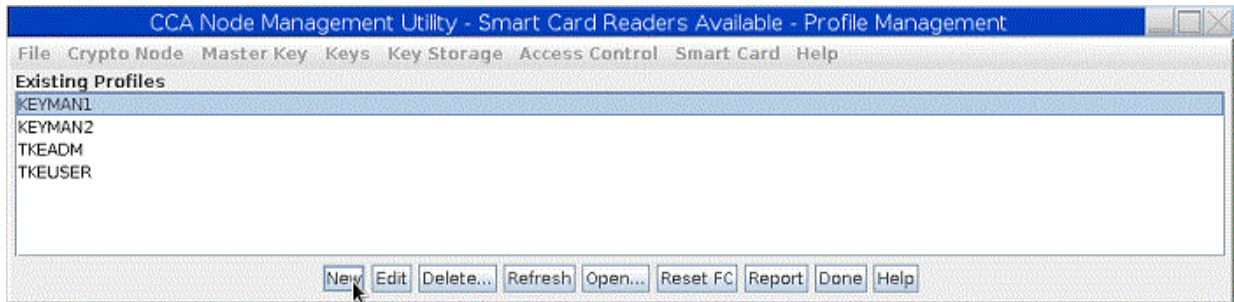 CCA Node Management Utility - Smart Card Readers Available - Profile Management
File Crypto Node Master Key Keys Key Storage Access Control Smart Card Help
Existing Profiles
KEYMAN1
KEYMAN2
TKEADM
TKEUSER
New Edit Delete... Refresh Open... Reset FC Report Done Help